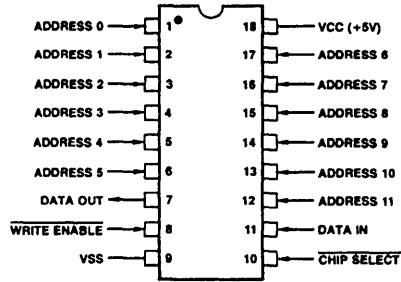 ADDRESS 0 1 18 VCC (+5V)
ADDRESS 1 2 17 ADDRESS 6
ADDRESS 2 3 16 ADDRESS 7
ADDRESS 3 4 15 ADDRESS 8
ADDRESS 4 5 14 ADDRESS 9
ADDRESS 5 6 13 ADDRESS 10
DATA OUT 7 12 ADDRESS 11
WRITE ENABLE 8 11 DATA IN
VSS 9 10 CHIP SELECT